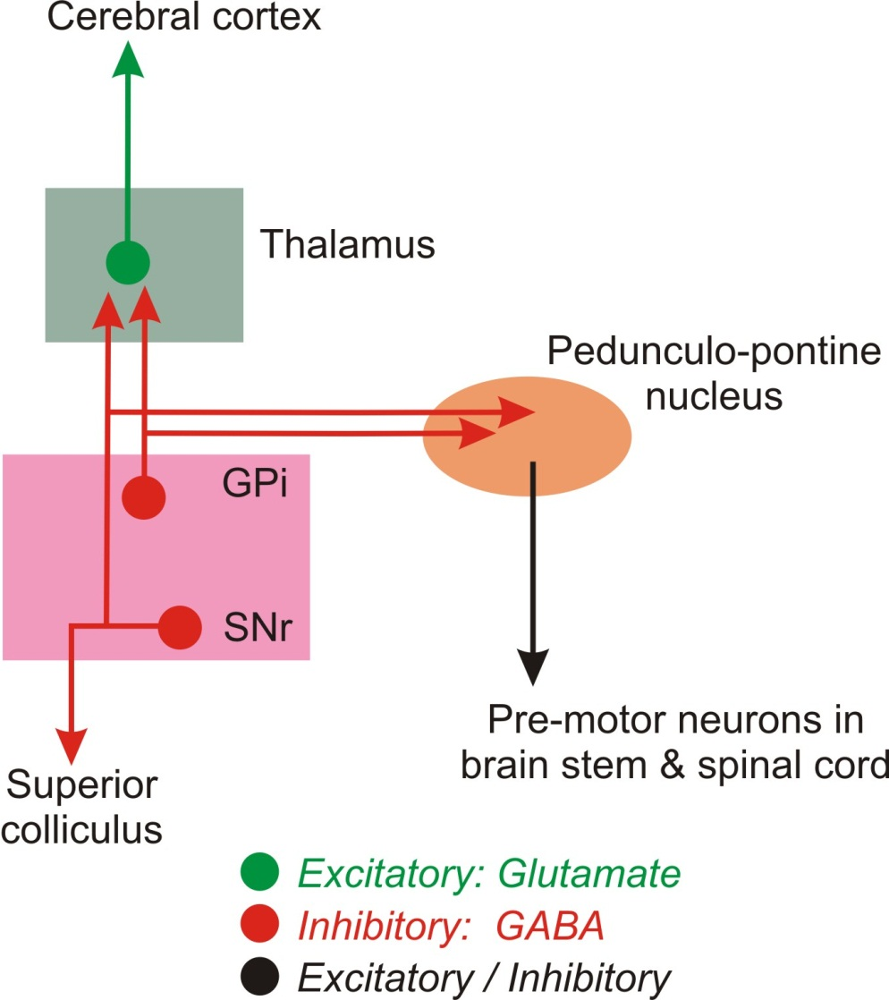 Cerebral cortex
Thalamus
Pedunculo-pontine
nucleus
GPi
SNr
Pre-motor neurons in
brain stem & spinal cord
Superior
colliculus
Excitatory: Glutamate
Inhibitory: GABA
Excitatory / Inhibitory